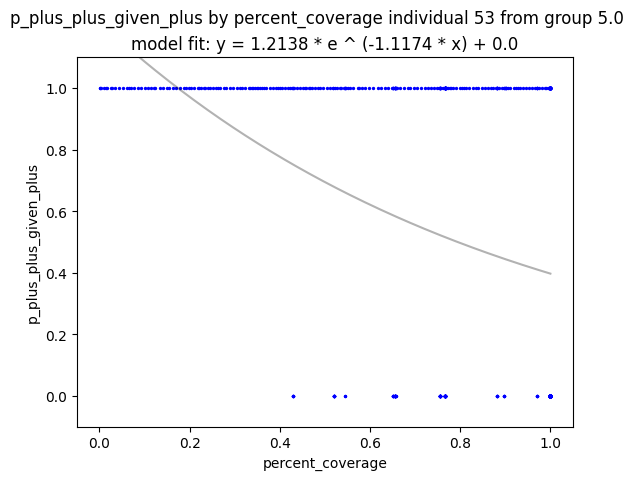 p_plus_plus_given_plus by percent_coverage individual 53 from group 5.0
model fit: y = 1.2138 * e ^ (-1.1174 * x) + 0.0
1.0
0.8
0.6
0.4
0.2
0.0
p_plus_plus_given_plus
0.0 0.2 0.4 0.6 0.8 1.0
percent_coverage